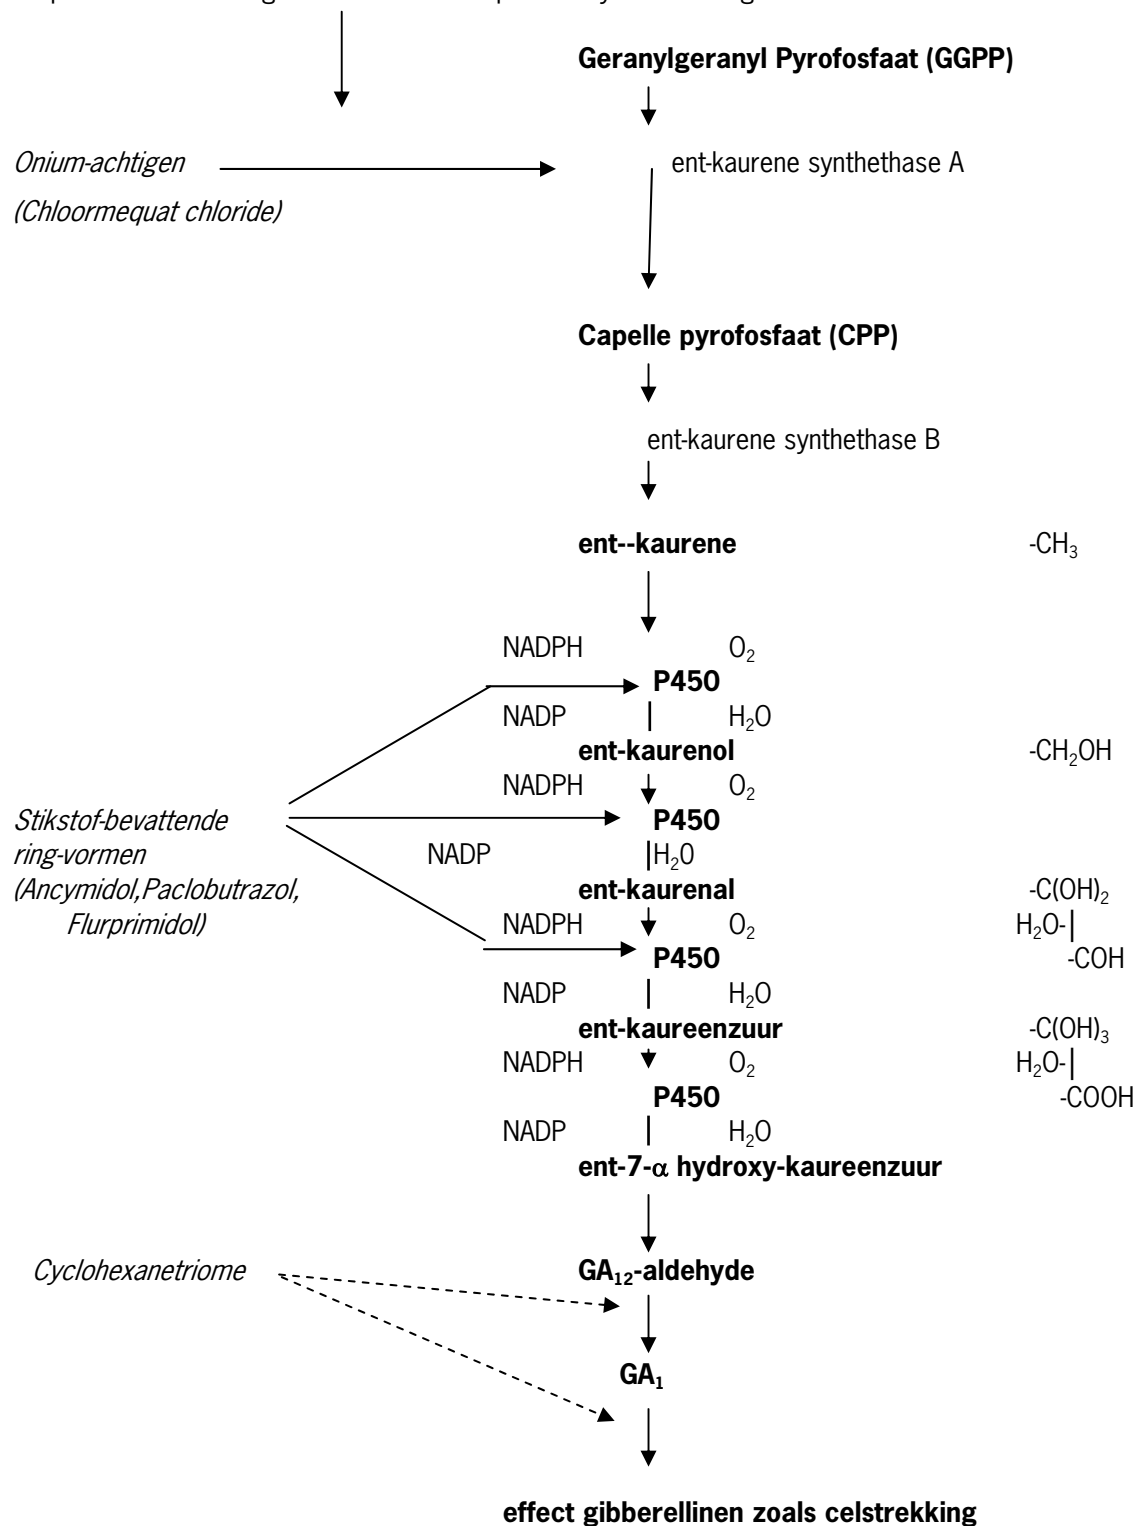 Geranylgeranyl Pyrofosfaat (GGPP)
Onium-achtigen
ent-kaurene synthethase A
(Chloormequat chloride)
Capelle pyrofosfaat (CPP)
ent-kaurene synthethase B
ent--kaurene -CH₃
NADPH O₂
P450
NADP H₂O
ent-kaurenol -CH₂OH
NADPH O₂
Stikstof-bevattende P450
ring-vormen NADP H₂O
(Ancymidol,Paclobutrazol, ent-kaurenal -C(OH)₂
Flurprimidol) NADPH O₂ H₂O-|
P450 -COH
NADP H₂O
ent-kaureenzuur -C(OH)₃
NADPH O₂ H₂O-|
P450 -COOH
NADP H₂O
ent-7-α hydroxy-kaureenzuur
Cyclohexanetriome GA₁₂-aldehyde
GA₁
effect gibberellinen zoals celstrekking